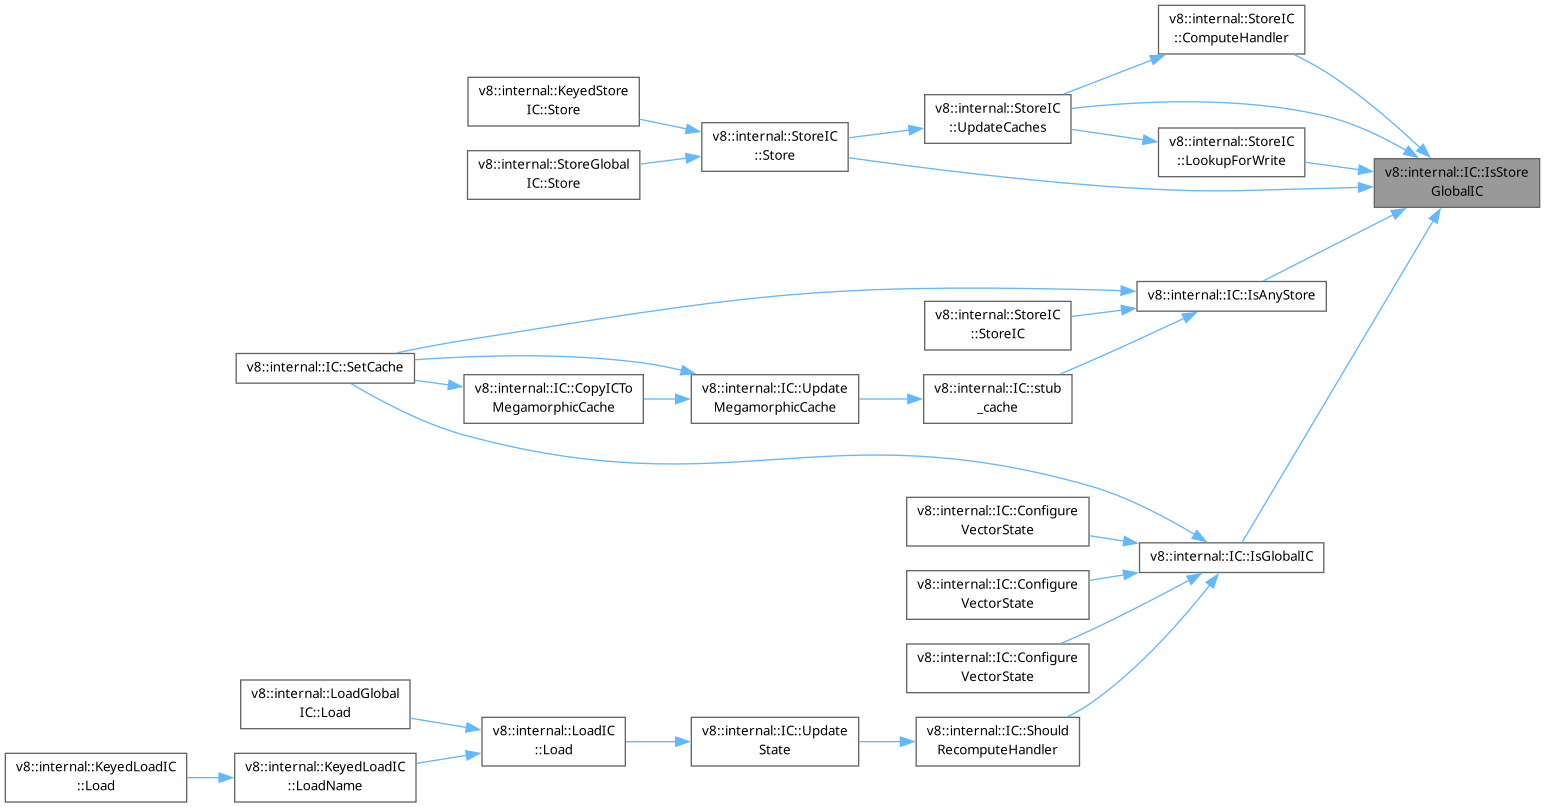 v8::internal::StoreIC
::ComputeHandler
v8::internal::KeyedStore
IC::Store
v8::internal::StoreIC
::UpdateCaches
v8::internal::StoreIC
::Store
v8::internal::StoreIC
::LookupForWrite
v8::internal::StoreGlobal
IC::Store
v8::internal::IC::IsStore
GlobalIC
v8::internal::IC::IsAnyStore
v8::internal::StoreIC
::StoreIC
v8::internal::IC::SetCache
v8::internal::IC::CopyICTo
MegamorphicCache
v8::internal::IC::Update
MegamorphicCache
v8::internal::IC::stub
_cache
v8::internal::IC::Configure
VectorState
v8::internal::IC::IsGlobalIC
v8::internal::IC::Configure
VectorState
v8::internal::IC::Configure
VectorState
v8::internal::LoadGlobal
IC::Load
v8::internal::LoadIC
::Load
v8::internal::IC::Update
State
v8::internal::IC::Should
RecomputeHandler
v8::internal::KeyedLoadIC
::Load
v8::internal::KeyedLoadIC
::LoadName